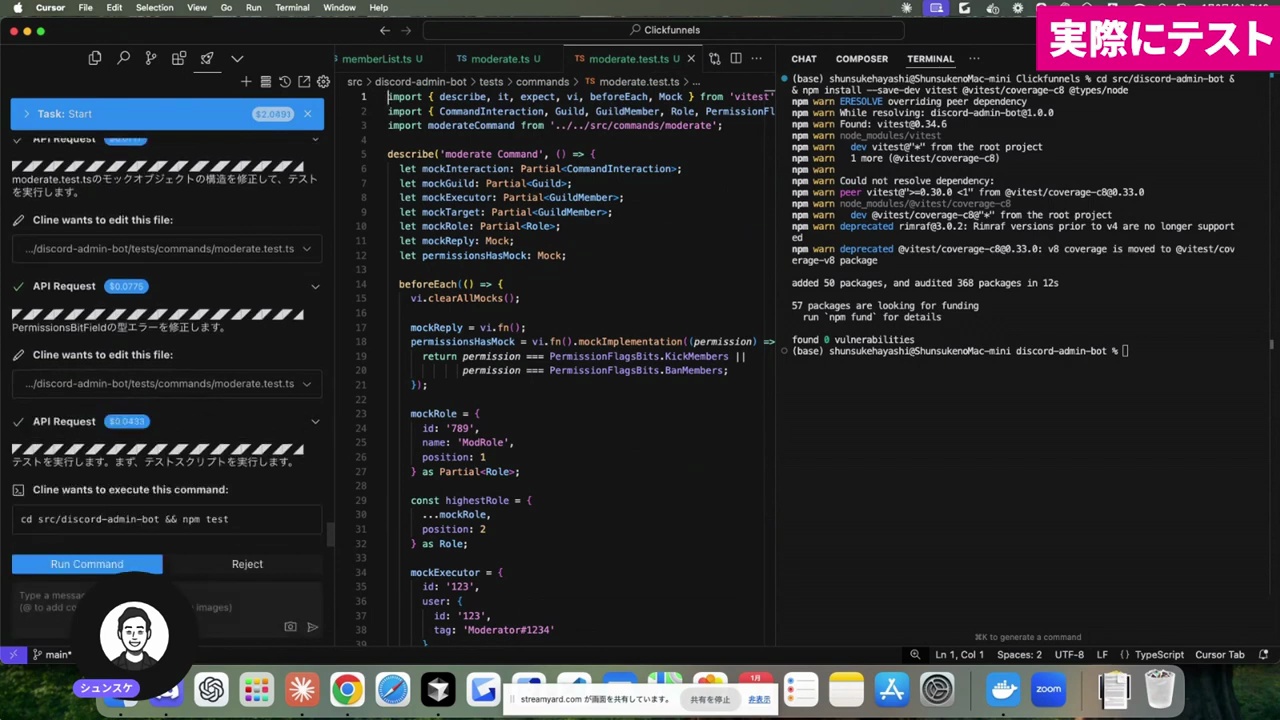 Cursor File Edit Selection View Go Run Terminal Window Help
実際にテスト
Clickfunnels
memberList.ts U
moderate.ts U
moderate.test.ts U
CHAT
COMPOSER
TERMINAL
src > discord-admin-bot > tests > commands > moderate.test.ts > ...
Task: Start
$2.0491
API Request
moderate.test.tsのモックオブジェクトの構造を修正して、テスト
を実行します。
Cline wants to edit this file:
.../discord-admin-bot/tests/commands/moderate.test.ts
API Request $0.0775
PermissionsBitFieldの型エラーを修正します。
Cline wants to edit this file:
.../discord-admin-bot/tests/commands/moderate.test.ts
API Request $0.0433
テストを実行します。まず、テストスクリプトを実行します。
Cline wants to execute this command:
cd src/discord-admin-bot && npm test
Run Command
Reject
Type a messa
(@ to add co
images)
シュンスケ
1 import { describe, it, expect, vi, beforeEach, Mock } from 'vitest'
2 import { CommandInteraction, Guild, GuildMember, Role, PermissionFl
3 import moderateCommand from '../../src/commands/moderate';
4
5 describe('moderate Command', () => {
6 let mockInteraction: Partial<CommandInteraction>;
7 let mockGuild: Partial<Guild>;
8 let mockExecutor: Partial<GuildMember>;
9 let mockTarget: Partial<GuildMember>;
10 let mockRole: Partial<Role>;
11 let mockReply: Mock;
12 let permissionsHasMock: Mock;
13
14 beforeEach(() => {
15 vi.clearAllMocks();
16
17 mockReply = vi.fn();
18 permissionsHasMock = vi.fn().mockImplementation((permission) =>
19 return permission === PermissionFlagsBits.KickMembers ||
20 permission === PermissionFlagsBits.BanMembers;
21 });
22
23 mockRole = {
24 id: '789',
25 name: 'ModRole',
26 position: 1
27 } as Partial<Role>;
28
29 const highestRole = {
30 ...mockRole,
31 position: 2
32 } as Role;
33
34 mockExecutor = {
35 id: '123',
36 user: {
37 id: '123',
38 tag: 'Moderator#1234'
39 }
(base) shunsukehayashi@ShunsukenoMac-mini Clickfunnels % cd src/discord-admin-bot &
& npm install --save-dev vitest @vitest/coverage-c8 @types/node
npm warn ERESOLVE overriding peer dependency
npm warn While resolving: discord-admin-bot@1.0.0
npm warn Found: vitest@0.34.6
npm warn node_modules/vitest
npm warn dev vitest@"*" from the root project
npm warn 1 more (@vitest/coverage-c8)
npm warn
npm warn Could not resolve dependency:
npm warn peer vitest@">=0.30.0 <1" from @vitest/coverage-c8@0.33.0
npm warn node_modules/@vitest/coverage-c8
npm warn dev @vitest/coverage-c8@"*" from the root project
npm warn deprecated rimraf@3.0.2: Rimraf versions prior to v4 are no longer support
ed
npm warn deprecated @vitest/coverage-c8@0.33.0: v8 coverage is moved to @vitest/cov
erage-v8 package
added 50 packages, and audited 368 packages in 12s
57 packages are looking for funding
run `npm fund` for details
found 0 vulnerabilities
(base) shunsukehayashi@ShunsukenoMac-mini discord-admin-bot %
⌘K to generate a command
main*
Ln 1, Col 1
Spaces: 2
UTF-8
LF
{} TypeScript
Cursor Tab
streamyard.com が画面を共有しています。
共有を停止
非表示
1月
zoom